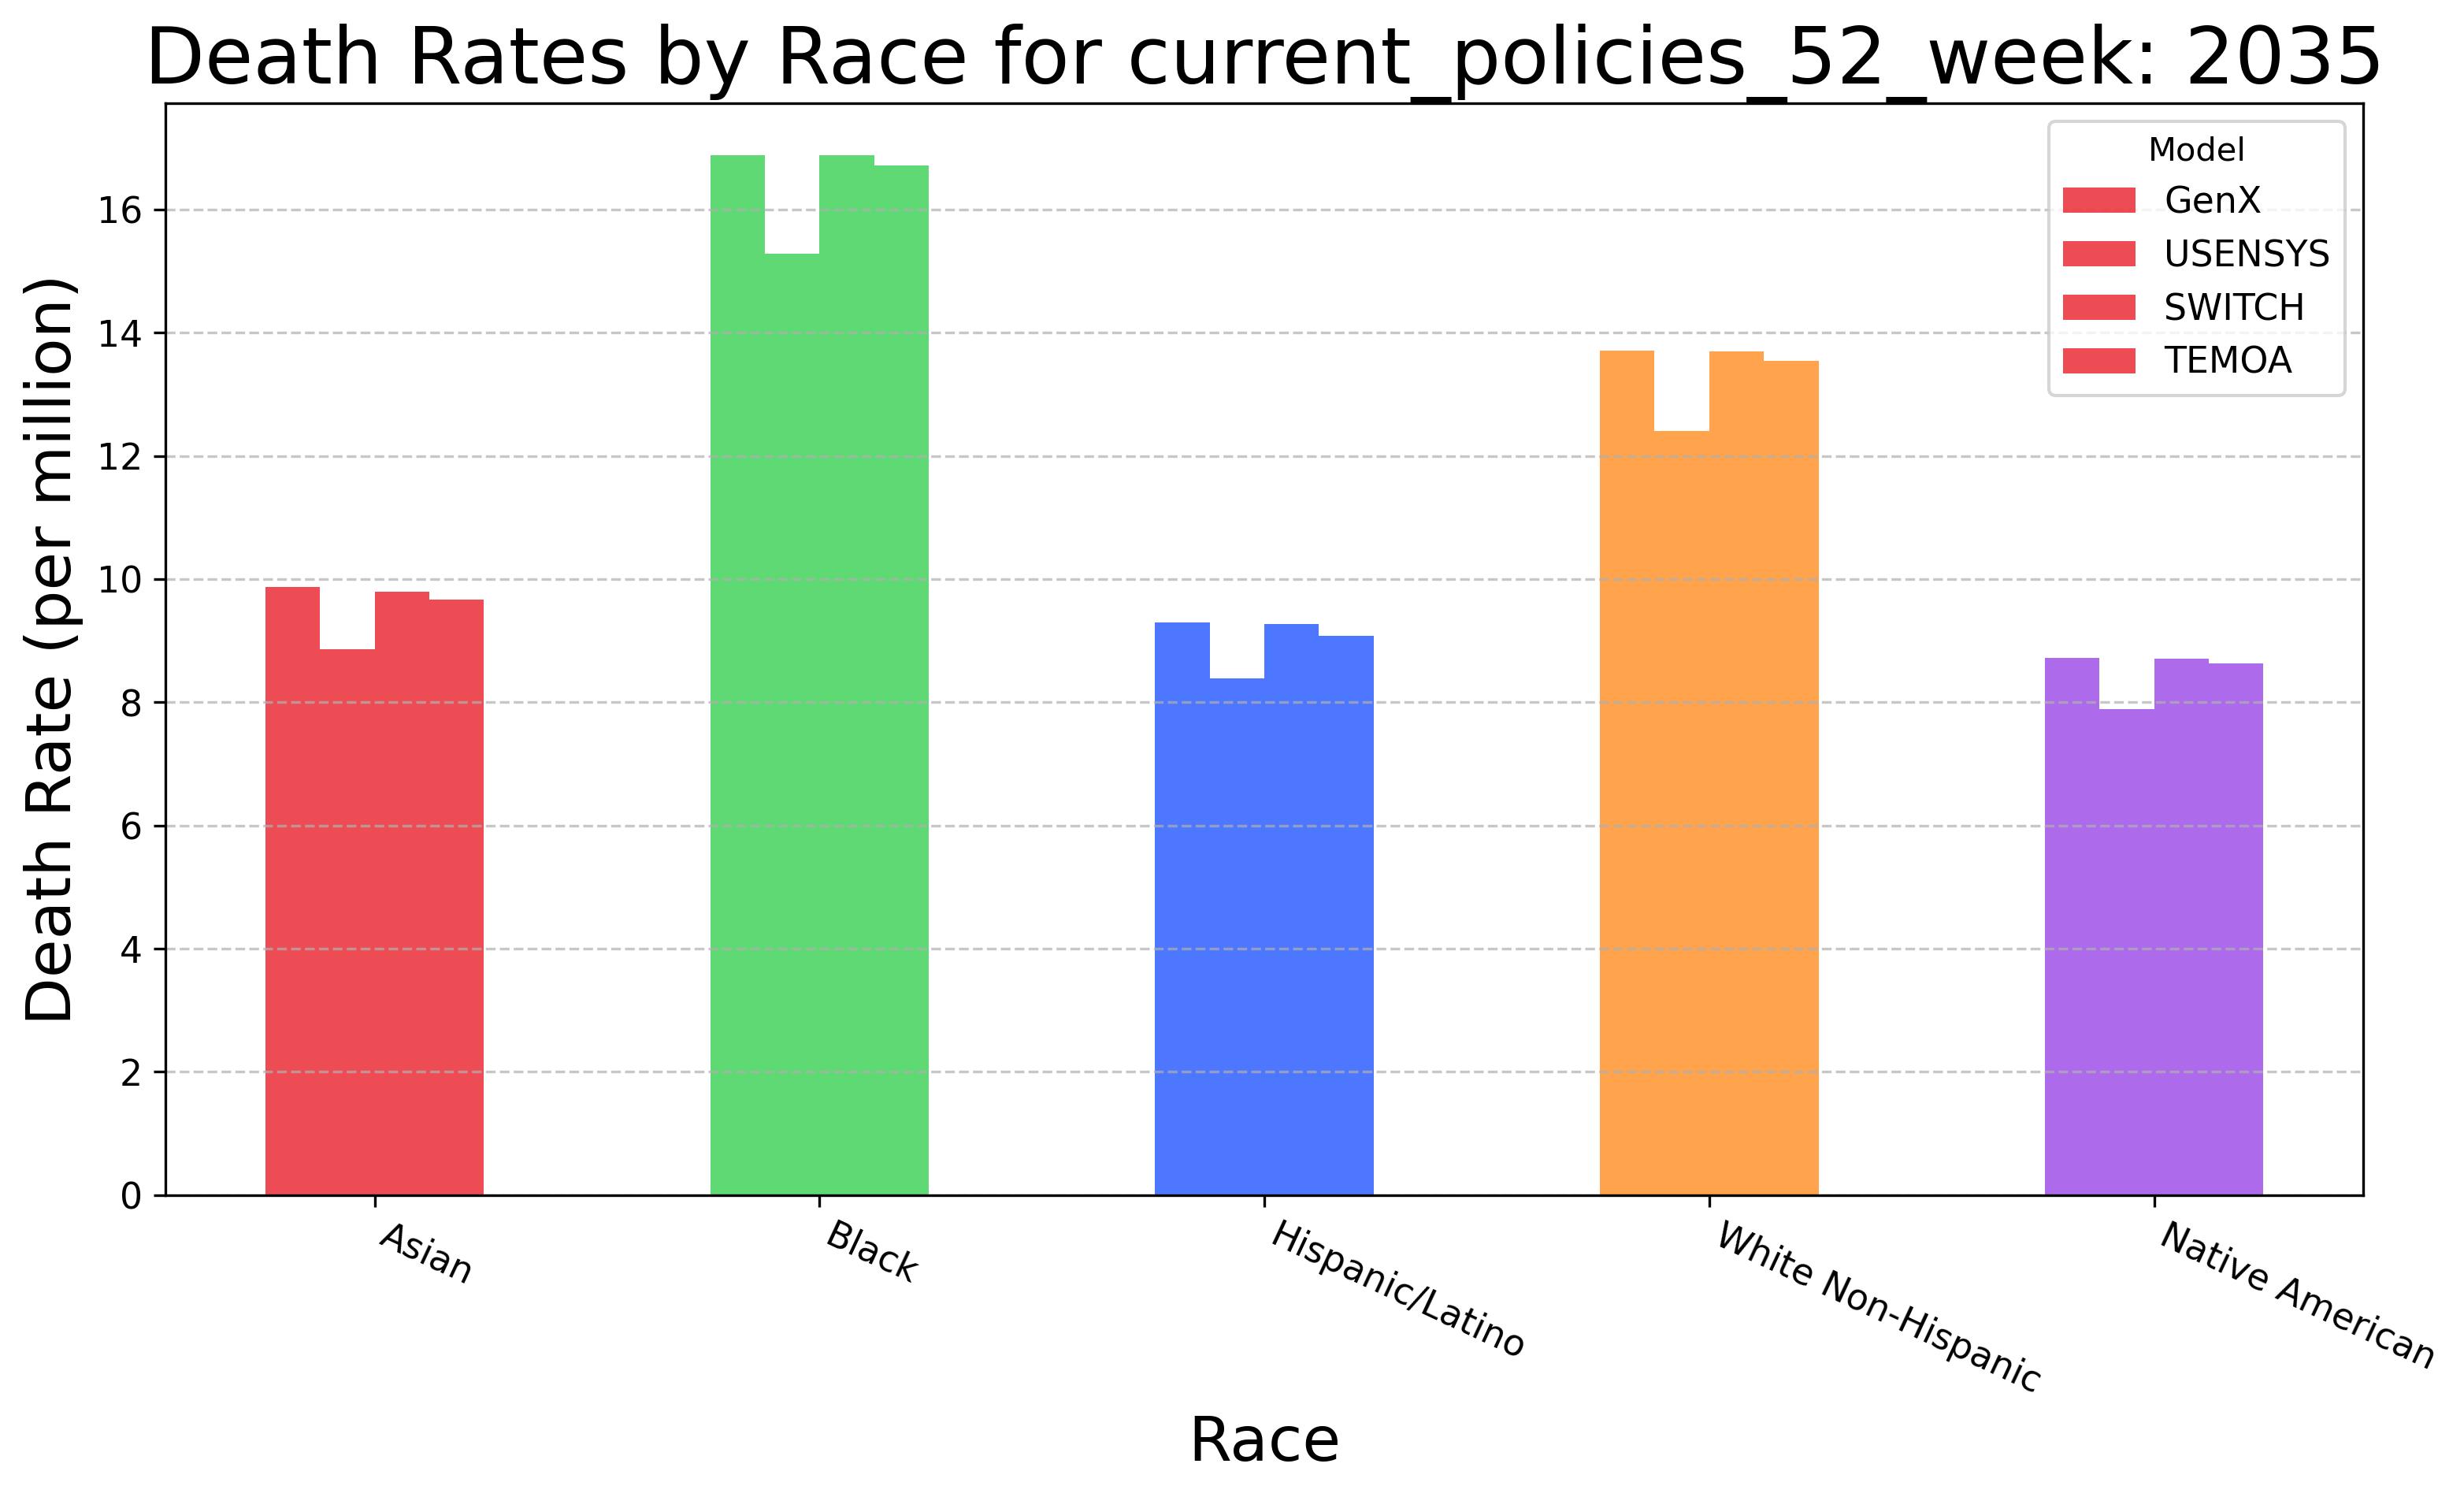 Death Rates by Race for current_policies_52_week: 2035
Model
GenX
USENSYS
SWITCH
TEMOA
Death Rate (per million)
16
14
12
10
8
6
4
2
0
Asian
Black
Hispanic/Latino
White Non-Hispanic
Native American
Race